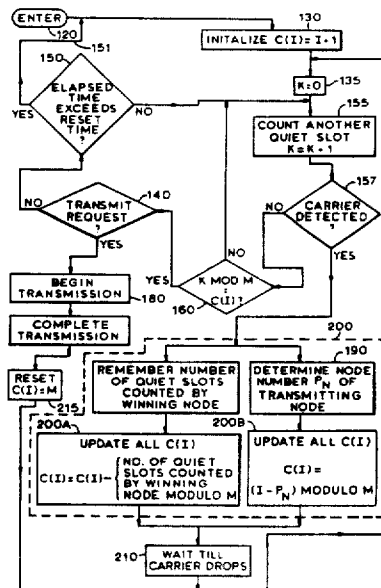 ENTER
120
151
150
ELAPSED
TIME
EXCEEDS
RESET
TIME
?
YES
NO
130
INITALIZE C(I)=I+1
135
K=0
155
COUNT ANOTHER
QUIET SLOT
K=K+1
157
CARRIER
DETECTED
?
NO
YES
140
TRANSMIT
REQUEST
?
NO
YES
K MOD M
:
C(I)?
160
NO
YES
BEGIN
TRANSMISSION
180
COMPLETE
TRANSMISSION
RESET
C(I)=M
215
200
REMEMBER NUMBER
OF QUIET SLOTS
COUNTED BY
WINNING NODE
190
DETERMINE NODE
NUMBER PN OF
TRANSMITTING
NODE
200A
UPDATE ALL C(I)
C(I)=C(I)-{NO. OF QUIET
SLOTS COUNTED
BY WINNING
NODE MODULO M
200B
UPDATE ALL C(I)
C(I)=
(I-PN) MODULO M
210
WAIT TILL
CARRIER DROPS